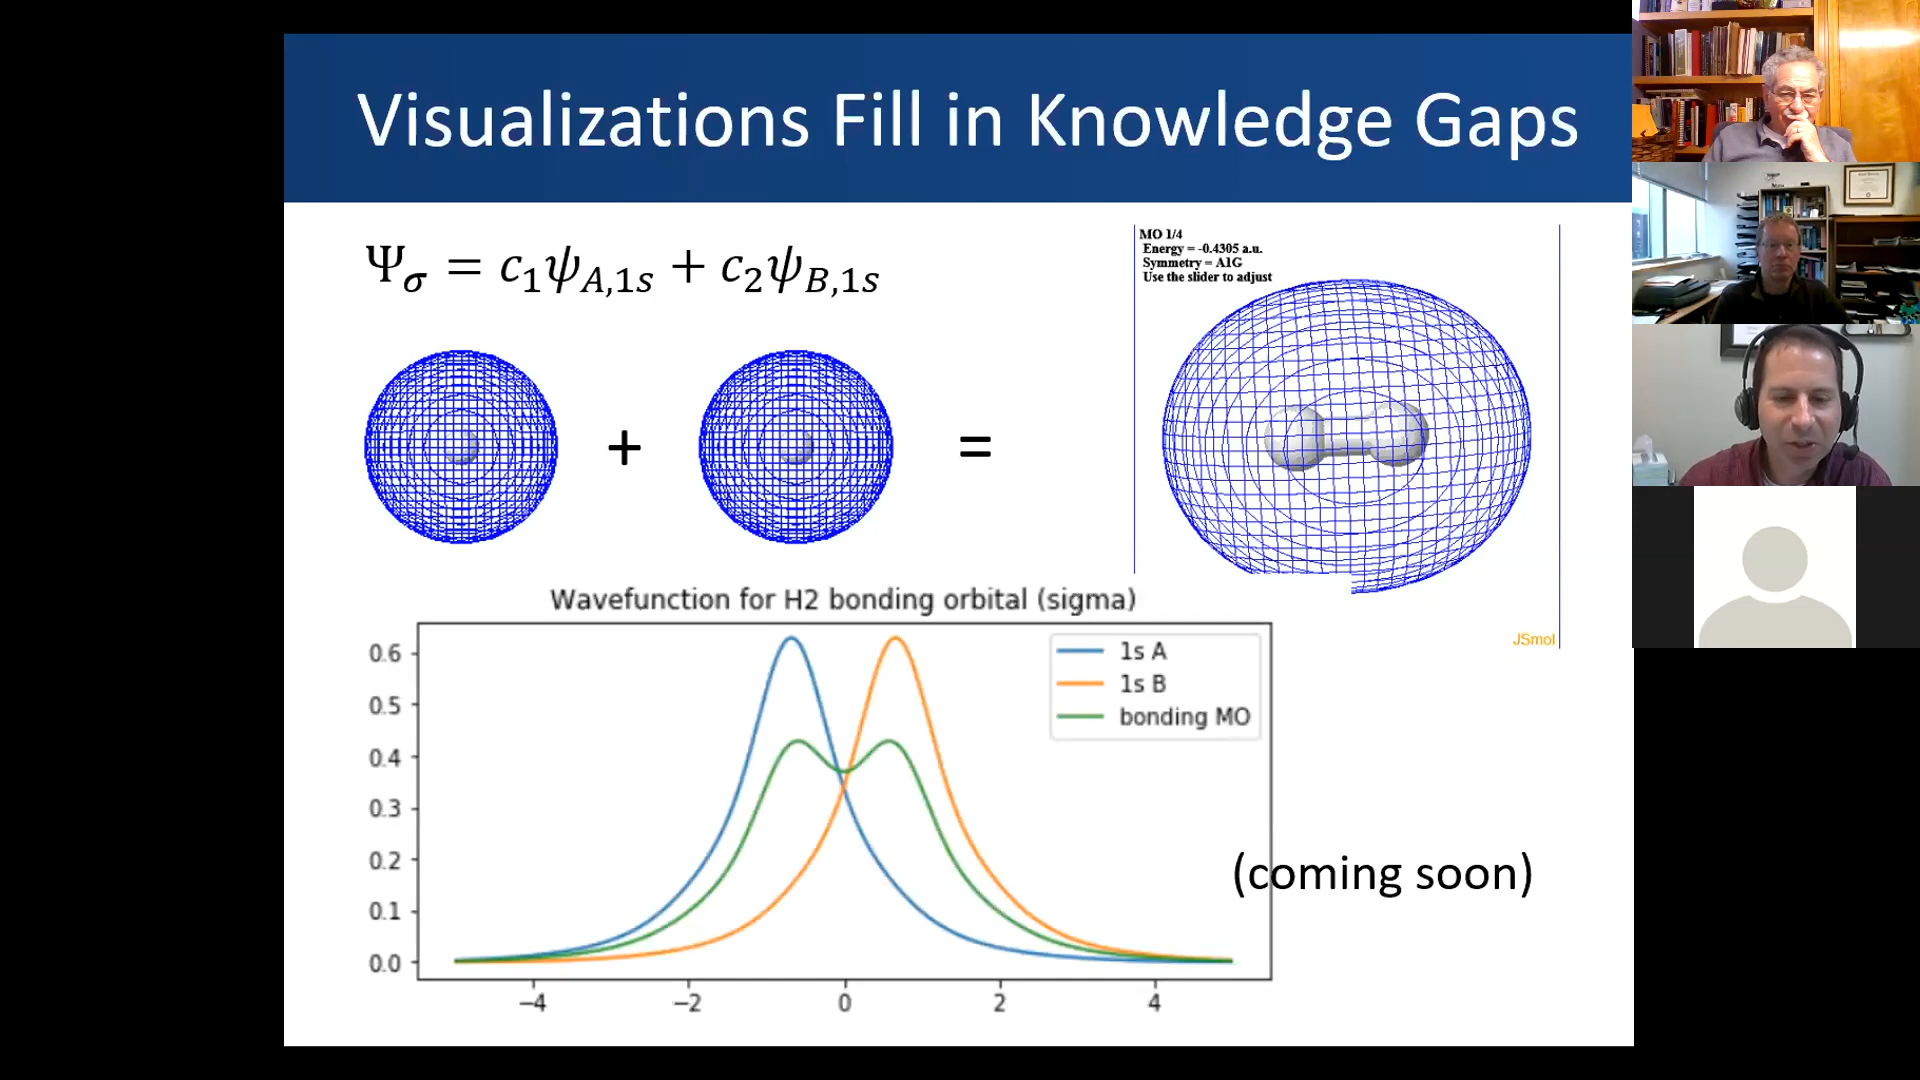 Visualizations Fill in Knowledge Gaps
Ψσ = c₁ψA,1s + c₂ψB,1s
MO 1/4
Energy = -0.4305 a.u.
Symmetry = A1G
Use the slider to adjust
+
=
JSmol
Wavefunction for H2 bonding orbital (sigma)
1s A
1s B
bonding MO
0.6
0.5
0.4
0.3
0.2
0.1
0.0
−4 −2 0 2 4
(coming soon)